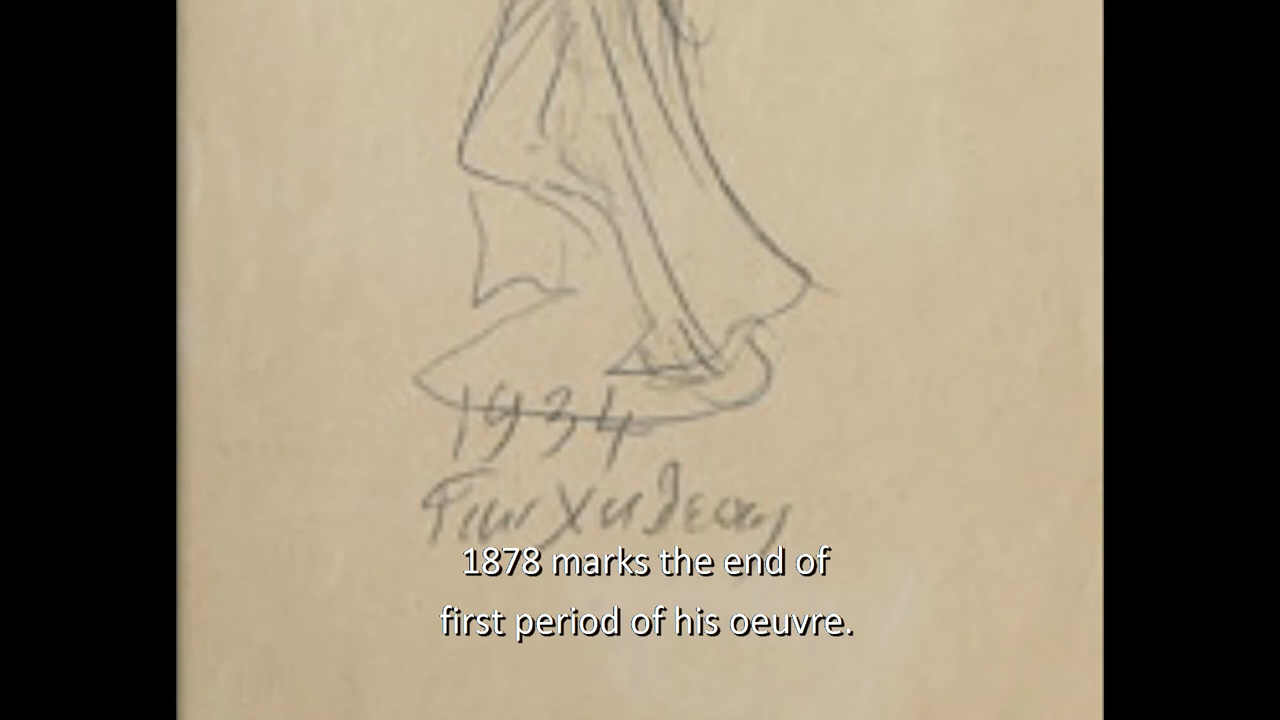 1934
1878 marks the end of
first period of his oeuvre.